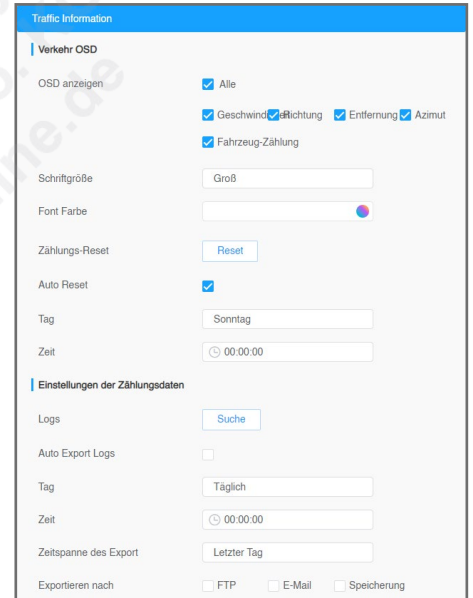 Traffic Information
Verkehr OSD
OSD anzeigen Alle
Richtung Entfernung Azimut
Fahrzeug-Zählung
Schriftgröße Groß
Font Farbe
Zählungs-Reset Reset
Auto Reset
Tag Sonntag
Zeit 00:00:00
Einstellungen der Zählungsdaten
Logs Suche
Auto Export Logs
Tag Täglich
Zeit 00:00:00
Zeitspanne des Export Letzter Tag
Exportieren nach FTP E-Mail Speicherung